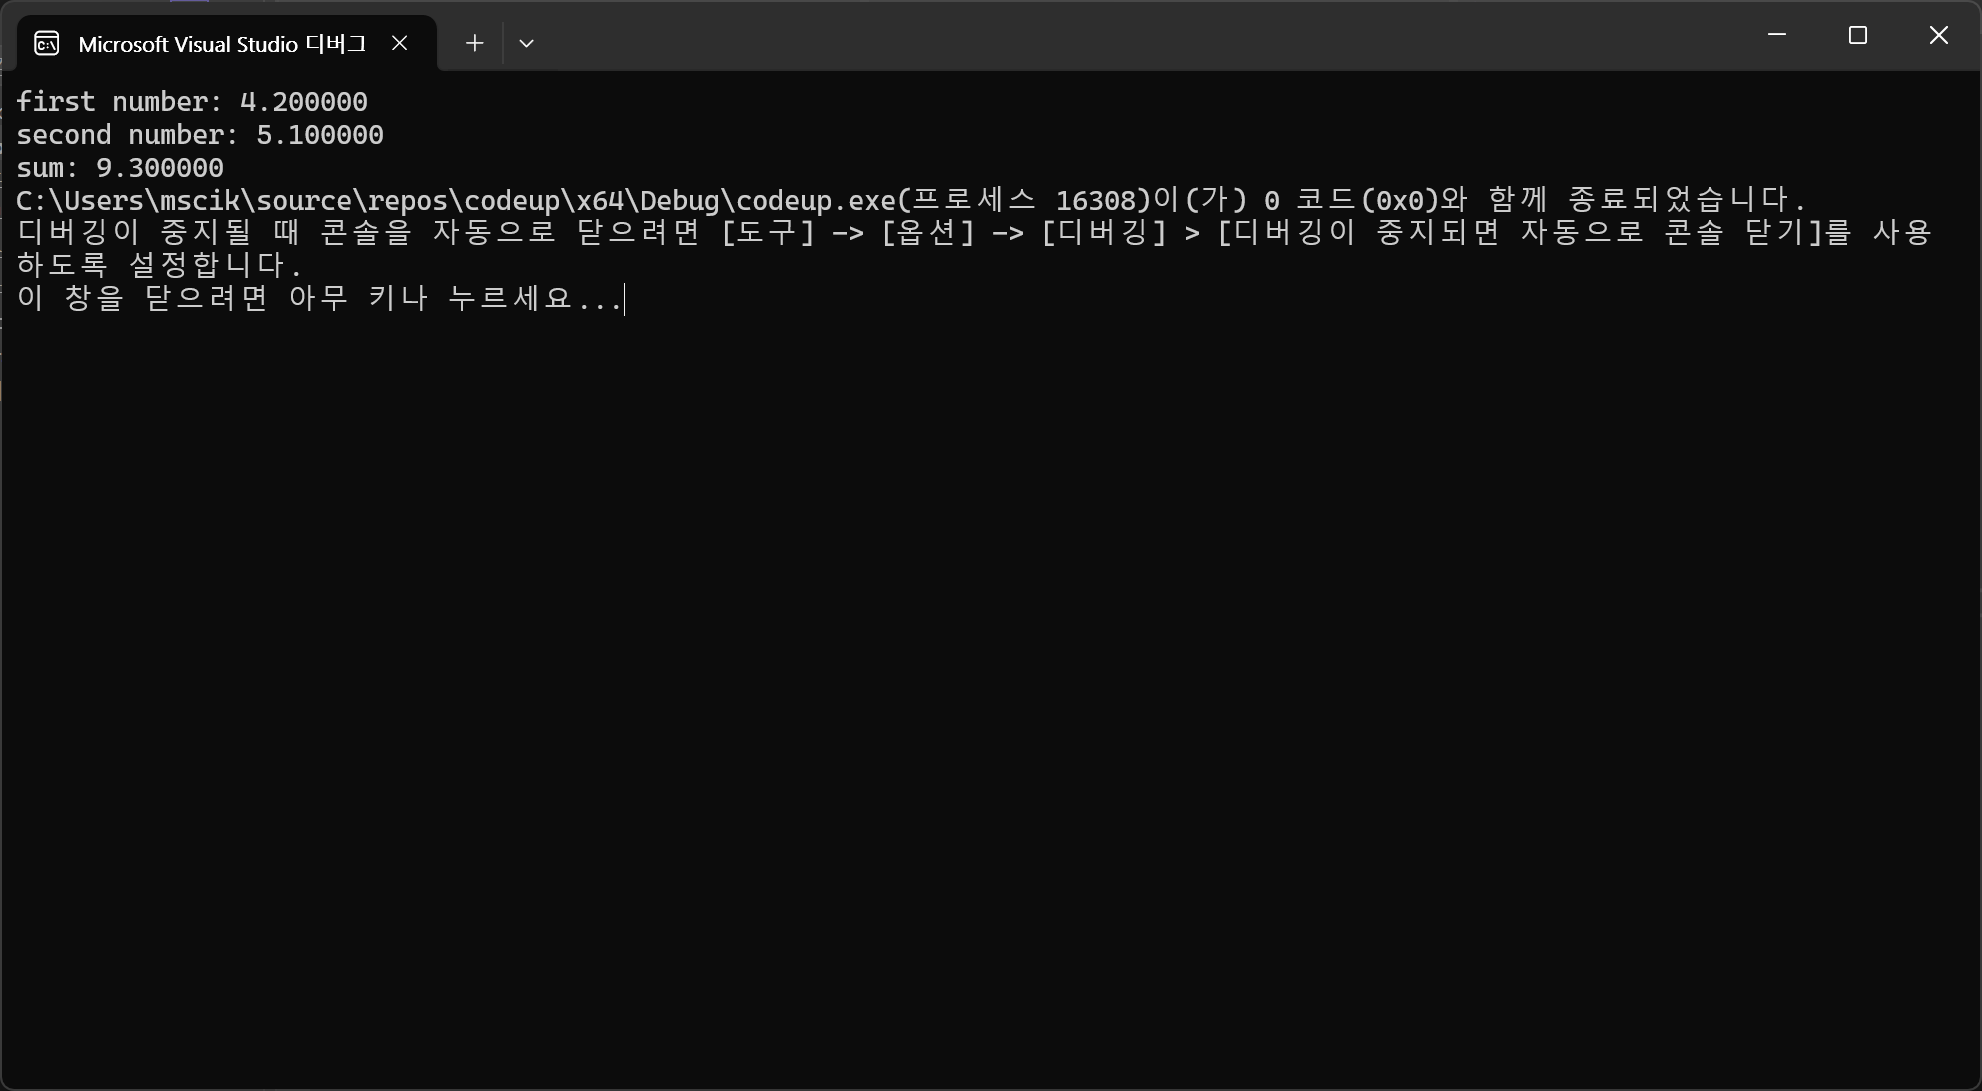 Microsoft Visual Studio 디버그
first number: 4.200000
second number: 5.100000
sum: 9.300000
C:\Users\mscik\source\repos\codeup\x64\Debug\codeup.exe(프로세스 16308)이(가) 0 코드(0x0)와 함께 종료되었습니다.
디버깅이 중지될 때 콘솔을 자동으로 닫으려면 [도구] -> [옵션] -> [디버깅] > [디버깅이 중지되면 자동으로 콘솔 닫기]를 사용
하도록 설정합니다.
이 창을 닫으려면 아무 키나 누르세요...